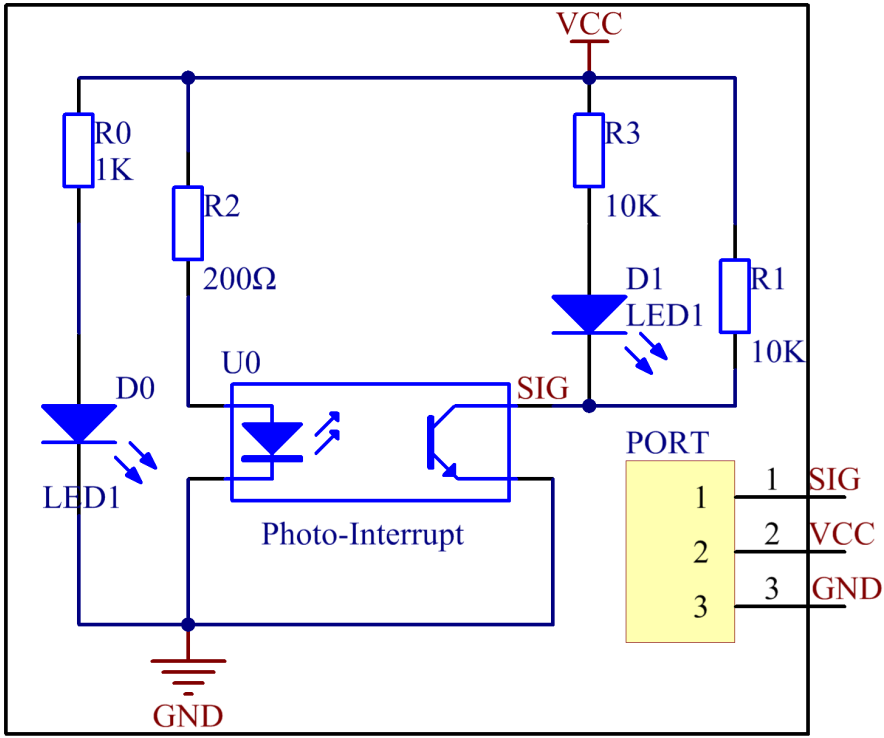 VCC
R0
1K
R3
10K
R2
200Ω
D1
LED1
R1
10K
U0
SIG
D0
LED1
Photo-Interrupt
PORT
1 1 SIG
2 2 VCC
3 3 GND
GND